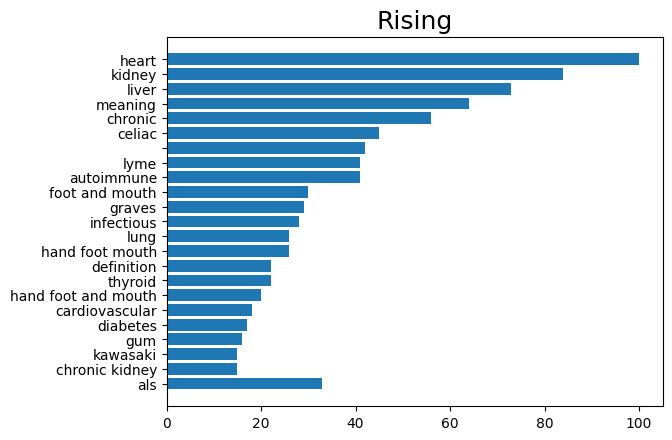 Rising
heart
kidney
liver
meaning
chronic
celiac
lyme
autoimmune
foot and mouth
graves
infectious
lung
hand foot mouth
definition
thyroid
hand foot and mouth
cardiovascular
diabetes
gum
kawasaki
chronic kidney
als
0 20 40 60 80 100